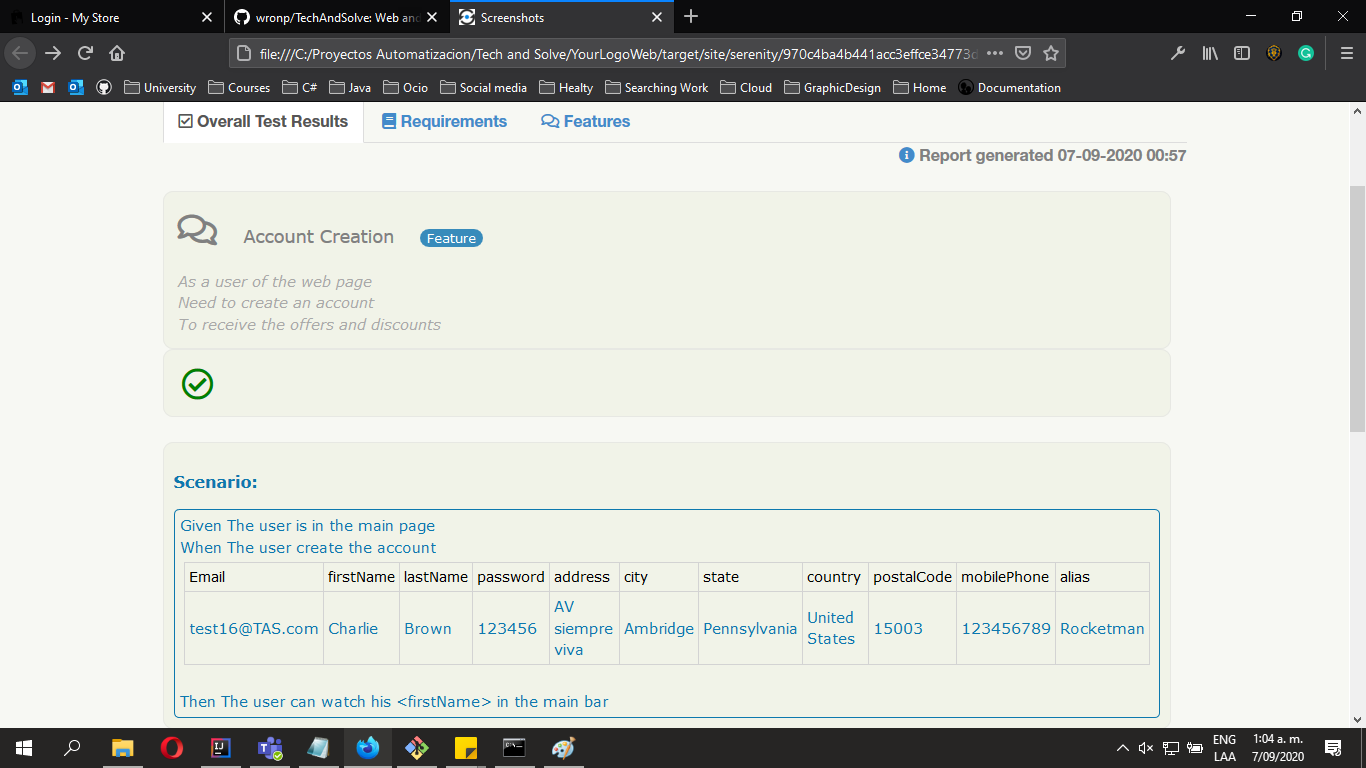 Login - My Store
wronp/TechAndSolve: Web and
Screenshots
file:///C:/Proyectos Automatizacion/Tech and Solve/YourLogoWeb/target/site/serenity/970c4ba4b441acc3effce34773d
University Courses C# Java Ocio Social media Healty Searching Work Cloud GraphicDesign Home Documentation
Overall Test Results Requirements Features
Report generated 07-09-2020 00:57
Account Creation Feature
As a user of the web page
Need to create an account
To receive the offers and discounts
Scenario:
Given The user is in the main page
When The user create the account
Email firstName lastName password address city state country postalCode mobilePhone alias
test16@TAS.com Charlie Brown 123456 AV siempre viva Ambridge Pennsylvania United States 15003 123456789 Rocketman
Then The user can watch his <firstName> in the main bar
ENG 1:04 a. m.
LAA 7/09/2020